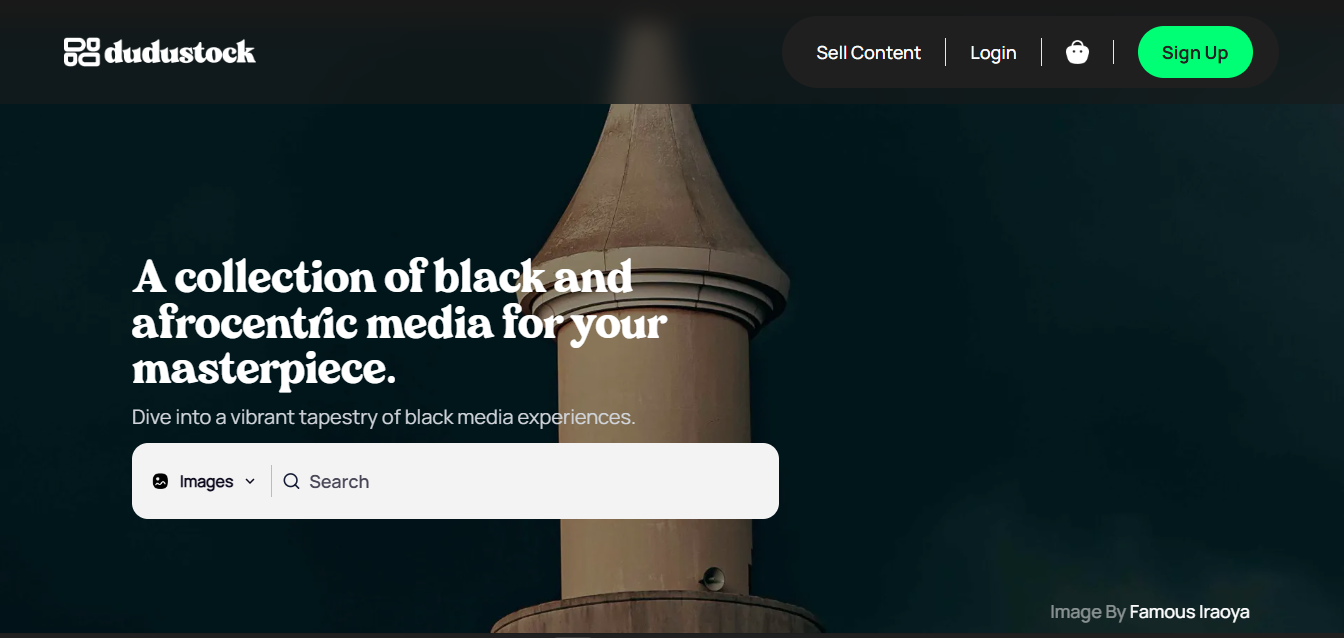 dudustock
Sell Content
Login
Sign Up
A collection of black and
afrocentric media for your
masterpiece.
Dive into a vibrant tapestry of black media experiences.
Images
Search
Image By Famous Iraoya